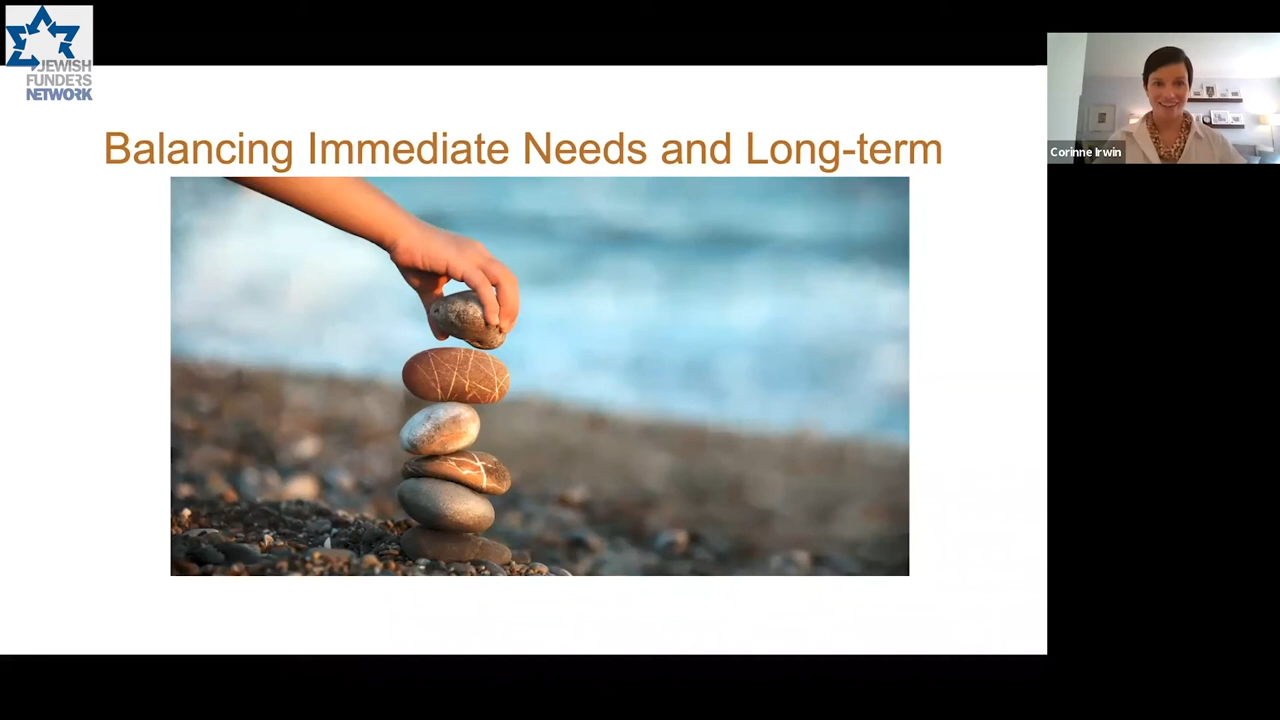 JEWISH
FUNDERS
NETWORK
Balancing Immediate Needs and Long-term
Corinne Irwin